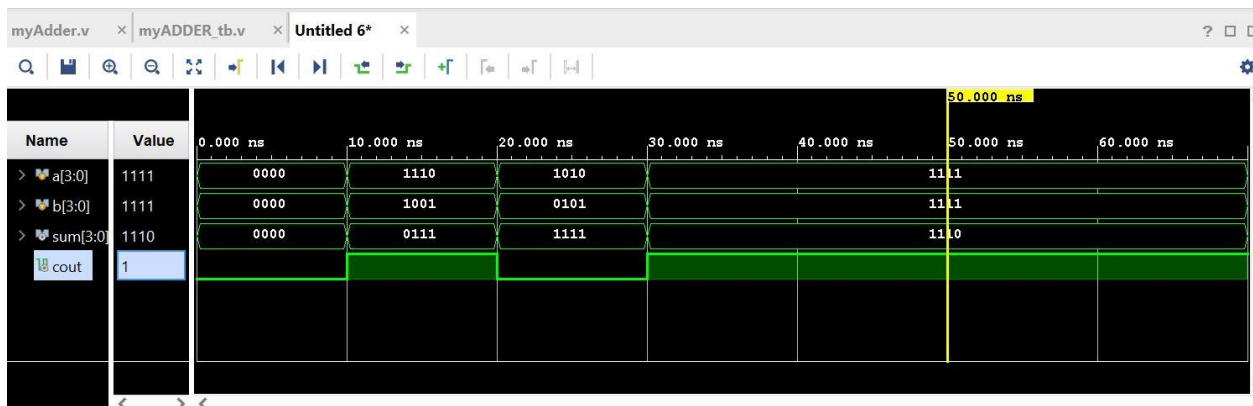 myAdder.v × myADDER_tb.v × Untitled 6* ×
?
50.000 ns
Name Value 0.000 ns 10.000 ns 20.000 ns 30.000 ns 40.000 ns 50.000 ns 60.000 ns
> a[3:0] 1111 0000 1110 1010 1111
> b[3:0] 1111 0000 1001 0101 1111
> sum[3:0] 1110 0000 0111 1111 1110
cout 1